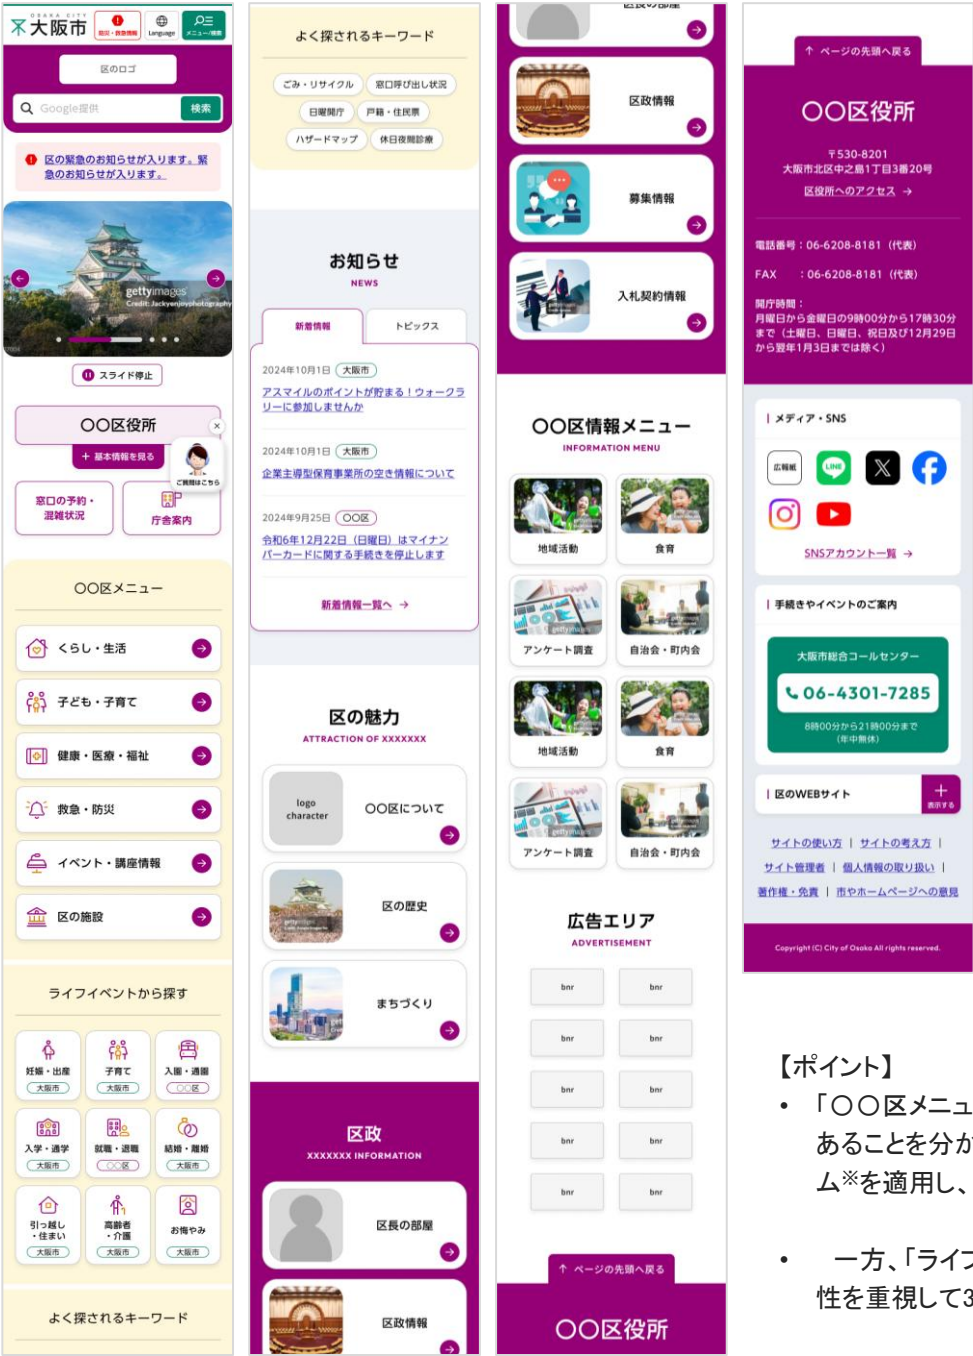 OSAKA CITY
大阪市
防災・救急情報
Language
メニュー/検索
区のロゴ
Google提供
検索
区の緊急のお知らせが入ります。緊
急のお知らせが入ります。
gettyimages
Credit: Jackyenjoyphotography
スライド停止
〇〇区役所
+ 基本情報を見る
ご質問はこちら
窓口の予約・
混雑状況
庁舎案内
〇〇区メニュー
くらし・生活
子ども・子育て
健康・医療・福祉
救急・防災
イベント・講座情報
区の施設
ライフイベントから探す
妊娠・出産
大阪市
子育て
大阪市
入園・通園
〇〇区
入学・通学
大阪市
就職・退職
〇〇区
結婚・離婚
大阪市
引っ越し
・住まい
大阪市
高齢者
・介護
大阪市
お悔やみ
大阪市
よく探されるキーワード
よく探されるキーワード
ごみ・リサイクル
窓口呼び出し状況
日曜開庁
戸籍・住民票
ハザードマップ
休日夜間診療
お知らせ
NEWS
新着情報
トピックス
2024年10月1日 大阪市
アスマイルのポイントが貯まる！ウォークラ
リーに参加しませんか
2024年10月1日 大阪市
企業主導型保育事業所の空き情報について
2024年9月25日 〇〇区
令和6年12月22日（日曜日）はマイナン
バーカードに関する手続きを停止します
新着情報一覧へ →
区の魅力
ATTRACTION OF XXXXXXX
logo
character
〇〇区について
区の歴史
まちづくり
区政
XXXXXXX INFORMATION
区長の部屋
区政情報
区長の部屋
区政情報
募集情報
入札契約情報
〇〇区情報メニュー
INFORMATION MENU
地域活動
食育
アンケート調査
自治会・町内会
地域活動
食育
アンケート調査
自治会・町内会
広告エリア
ADVERTISEMENT
bnr
bnr
bnr
bnr
bnr
bnr
bnr
bnr
bnr
bnr
↑ ページの先頭へ戻る
〇〇区役所
↑ ページの先頭へ戻る
〇〇区役所
〒530-8201
大阪市北区中之島1丁目3番20号
区役所へのアクセス →
電話番号：06-6208-8181（代表）
FAX ：06-6208-8181（代表）
開庁時間：
月曜日から金曜日の9時00分から17時30分
まで（土曜日、日曜日、祝日及び12月29日
から翌年1月3日までは除く）
メディア・SNS
広報紙
LINE
SNSアカウント一覧 →
手続きやイベントのご案内
大阪市総合コールセンター
06-4301-7285
8時00分から21時00分まで
（年中無休）
区のWEBサイト
表示する
サイトの使い方 | サイトの考え方 |
サイト管理者 | 個人情報の取り扱い |
著作権・免責 | 市やホームページへの意見
Copyright (C) City of Osaka All rights reserved.
【ポイント】
• 「〇〇区メニュ
あることを分か
ム※を適用し、
• 一方、「ライフ
性を重視して3